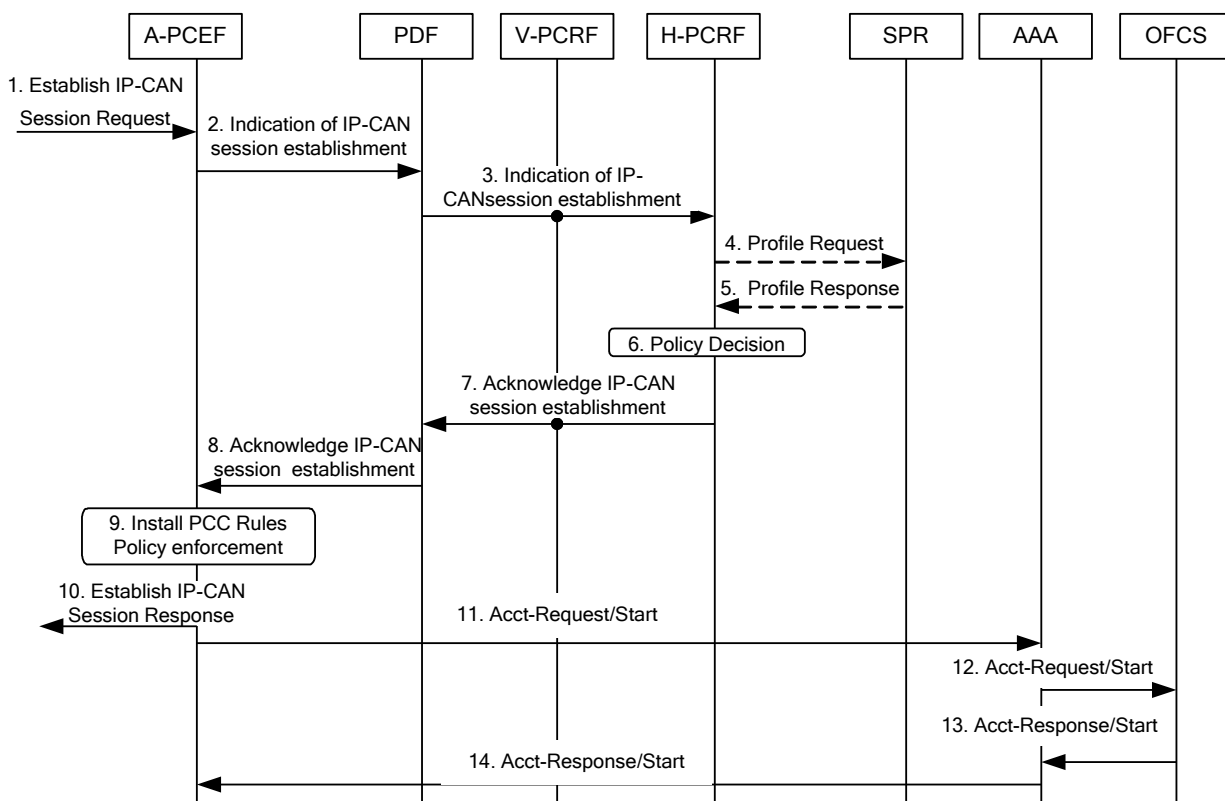 A-PCEF
PDF
V-PCRF
H-PCRF
SPR
AAA
OFCS
1. Establish IP-CAN
Session Request
2. Indication of IP-CAN
session establishment
3. Indication of IP-
CANsession establishment
4. Profile Request
5. Profile Response
6. Policy Decision
7. Acknowledge IP-CAN
session establishment
8. Acknowledge IP-CAN
session establishment
9. Install PCC Rules
Policy enforcement
10. Establish IP-CAN
Session Response
11. Acct-Request/Start
12. Acct-Request/Start
13. Acct-Response/Start
14. Acct-Response/Start